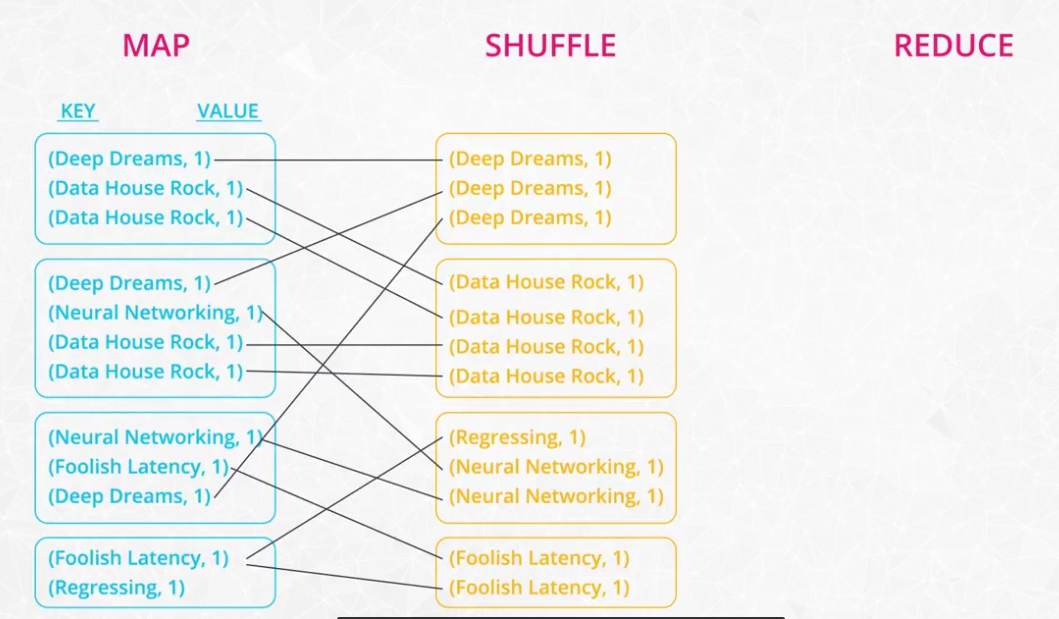 MAP
SHUFFLE
REDUCE
KEY
VALUE
(Deep Dreams, 1)
(Data House Rock, 1)
(Data House Rock, 1)
(Deep Dreams, 1)
(Neural Networking, 1)
(Data House Rock, 1)
(Data House Rock, 1)
(Neural Networking, 1)
(Foolish Latency, 1)
(Deep Dreams, 1)
(Foolish Latency, 1)
(Regressing, 1)
(Deep Dreams, 1)
(Deep Dreams, 1)
(Deep Dreams, 1)
(Data House Rock, 1)
(Data House Rock, 1)
(Data House Rock, 1)
(Data House Rock, 1)
(Regressing, 1)
(Neural Networking, 1)
(Neural Networking, 1)
(Foolish Latency, 1)
(Foolish Latency, 1)